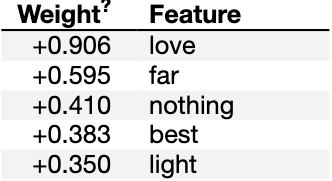 Weight? Feature
+0.906 love
+0.595 far
+0.410 nothing
+0.383 best
+0.350 light